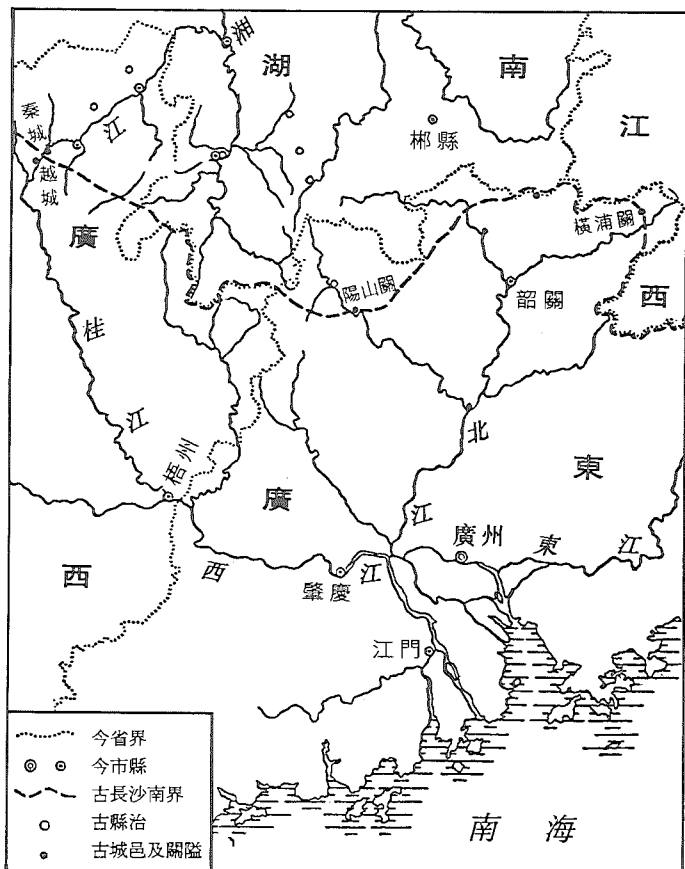 湖
南
江
西
湘
江
郴縣
秦城
越城
橫浦關
廣
西
陽山關
韶關
桂
江
梧州
北
江
廣
東
廣州
東
江
西
江
肇慶
江門
今省界
今市縣
古長沙南界
古縣治
古城邑及關隘
南海